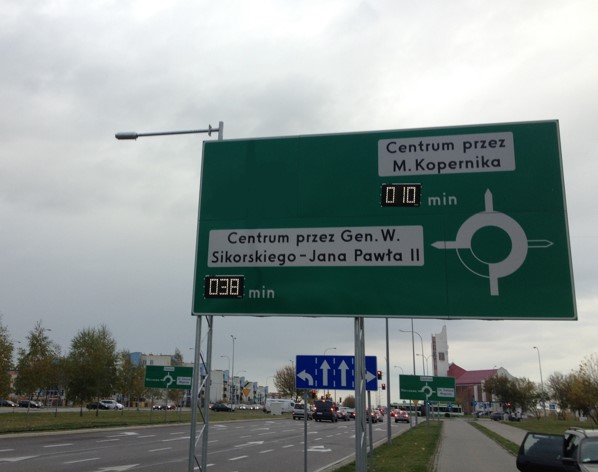 Centrum przez
M. Kopernika
010 min
Centrum przez Gen. W.
Sikorskiego - Jana Pawła II
038 min